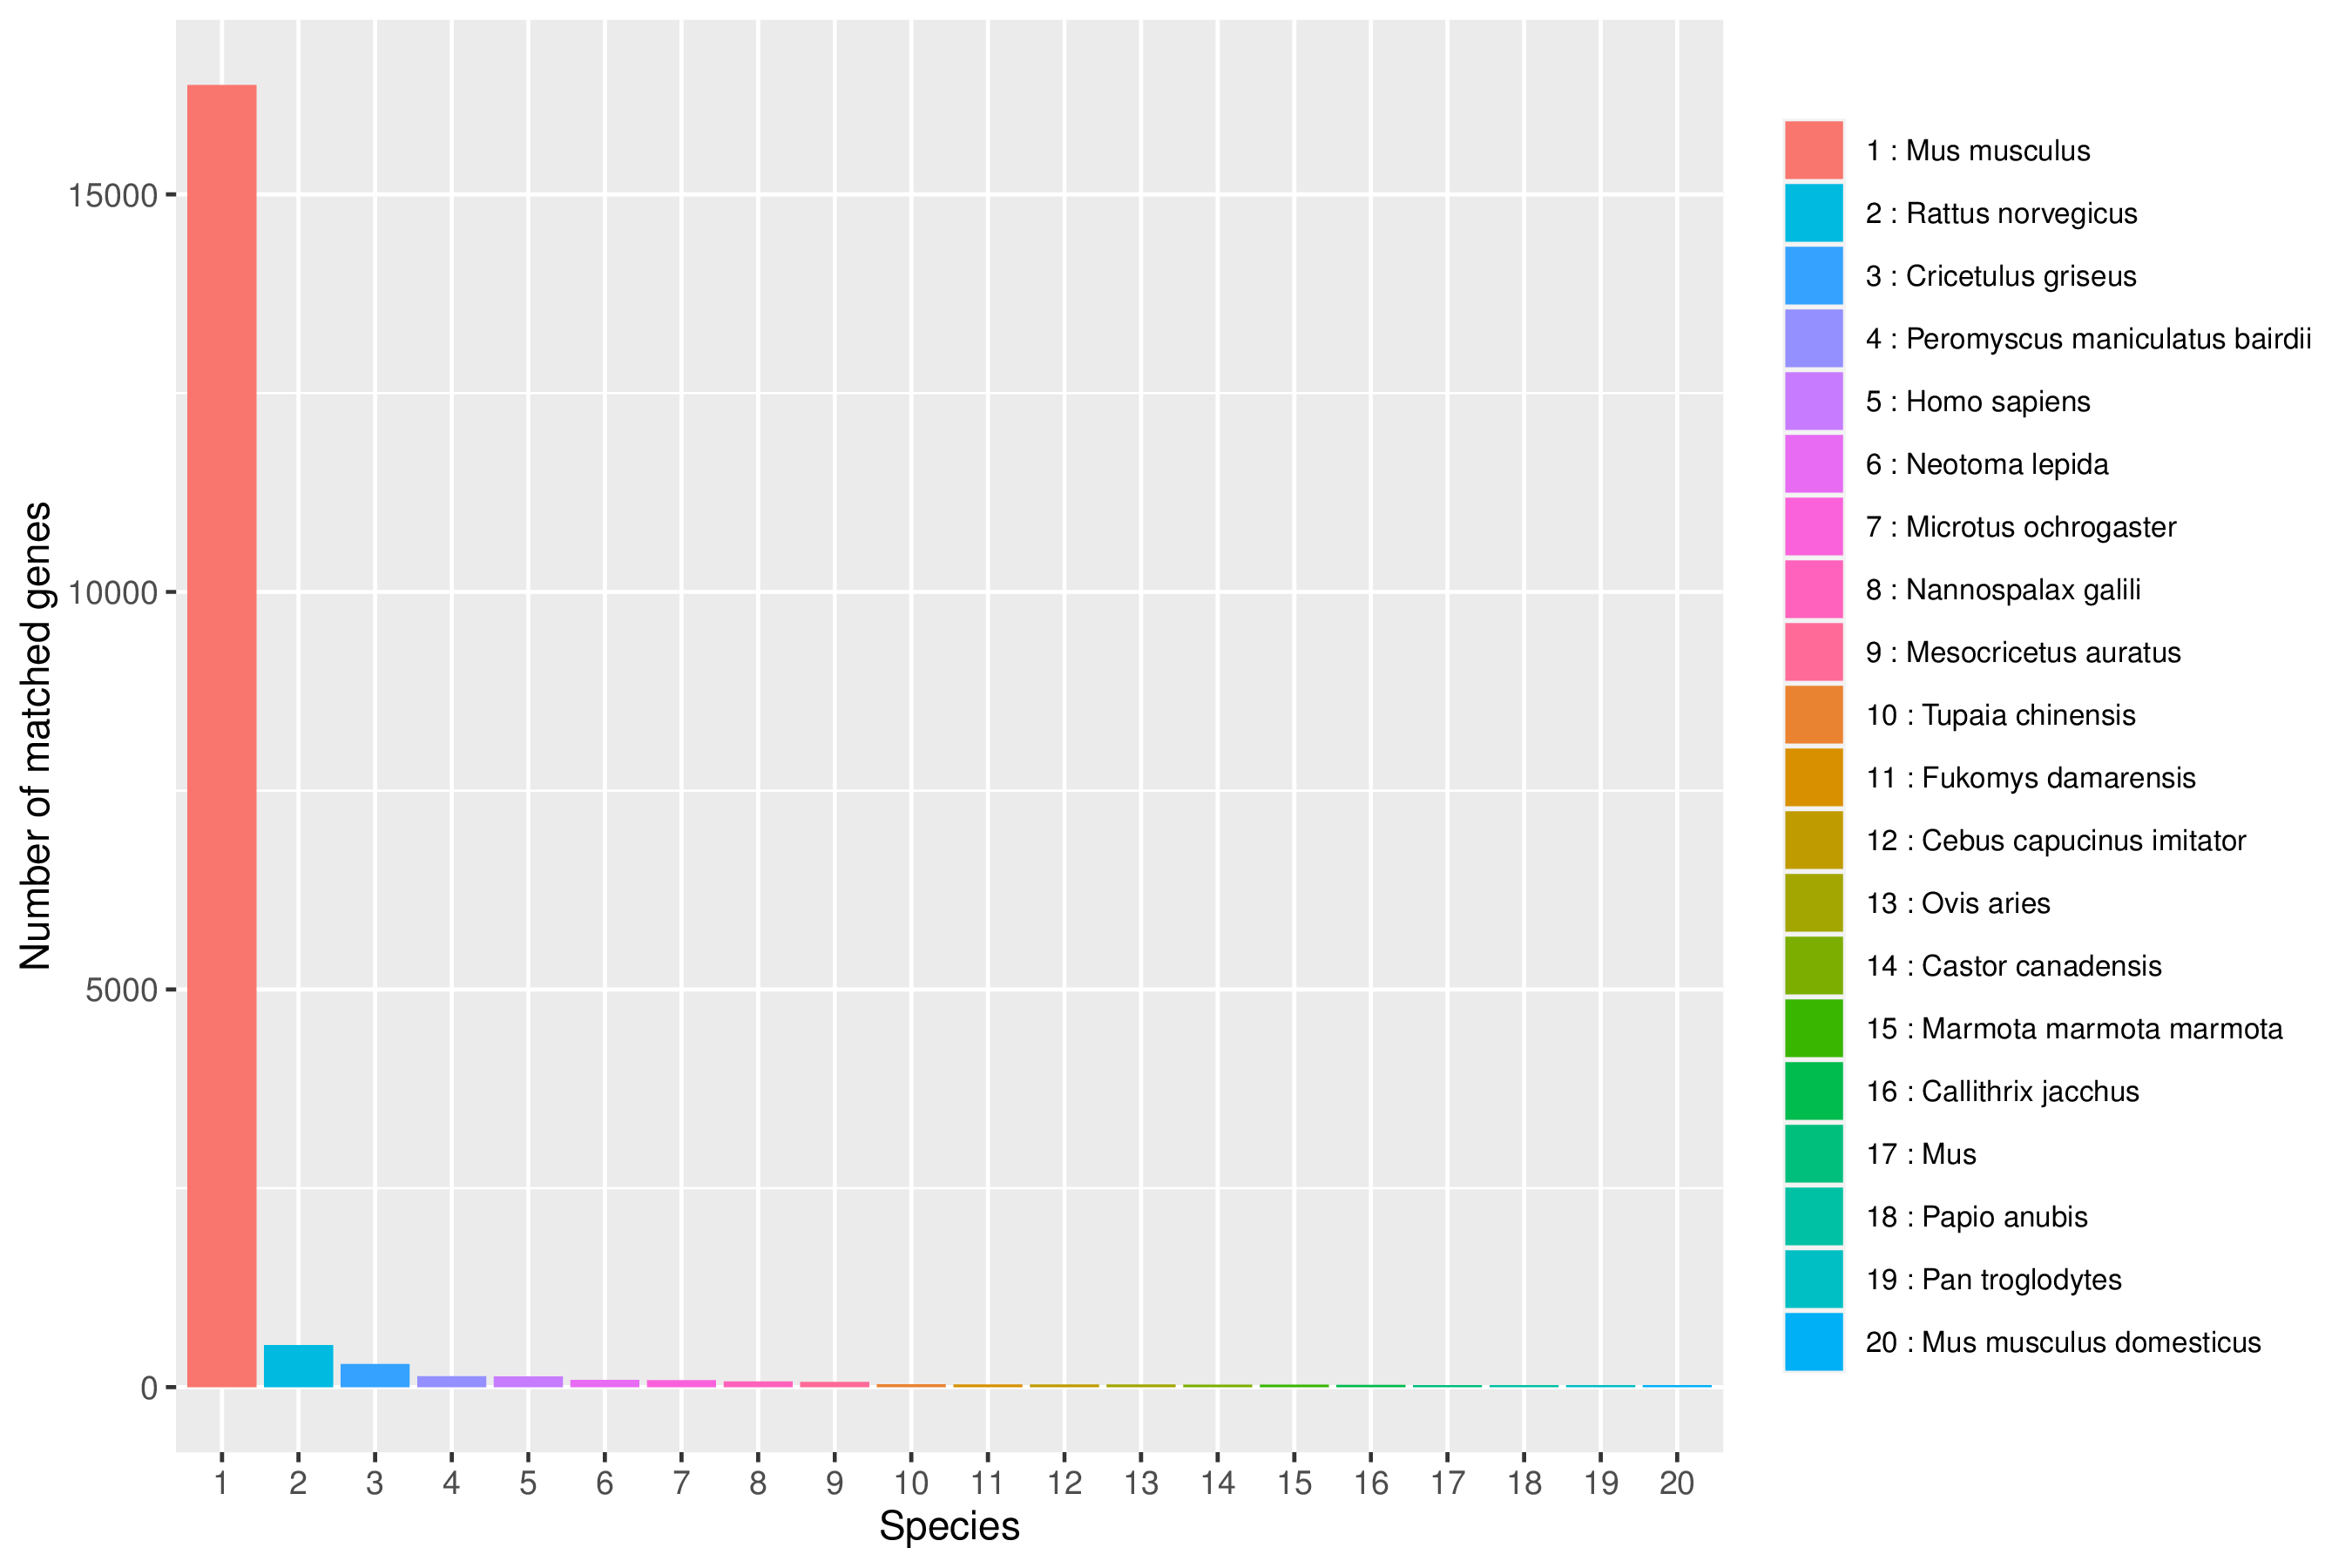 Number of matched genes
15000
10000
5000
0
1 2 3 4 5 6 7 8 9 10 11 12 13 14 15 16 17 18 19 20
Species
1 : Mus musculus
2 : Rattus norvegicus
3 : Cricetulus griseus
4 : Peromyscus maniculatus bairdii
5 : Homo sapiens
6 : Neotoma lepida
7 : Microtus ochrogaster
8 : Nannospalax galili
9 : Mesocricetus auratus
10 : Tupaia chinensis
11 : Fukomys damarensis
12 : Cebus capucinus imitator
13 : Ovis aries
14 : Castor canadensis
15 : Marmota marmota marmota
16 : Callithrix jacchus
17 : Mus
18 : Papio anubis
19 : Pan troglodytes
20 : Mus musculus domesticus